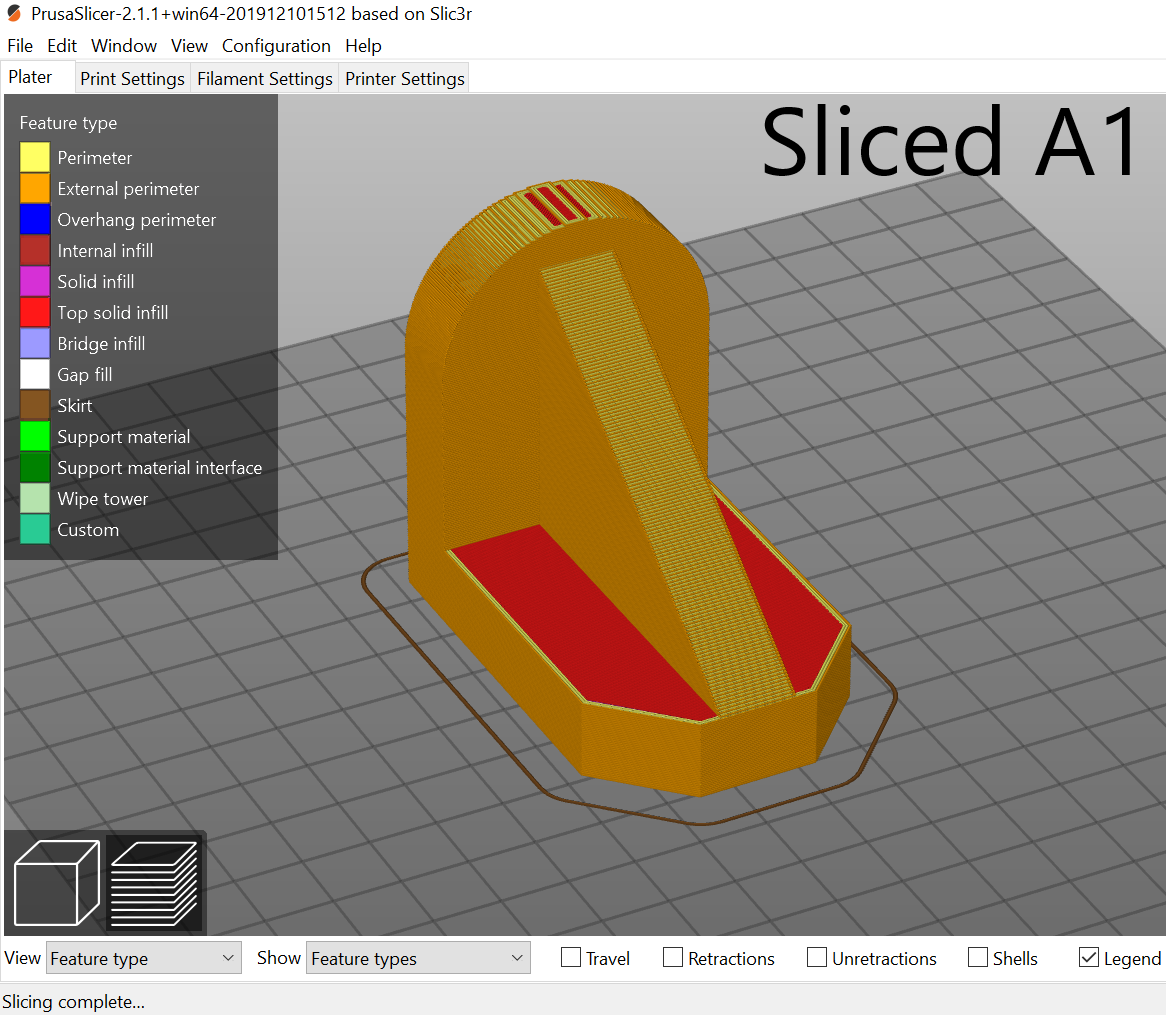 PrusaSlicer-2.1.1+win64-201912101512 based on Slic3r
File Edit Window View Configuration Help
Plater Print Settings Filament Settings Printer Settings
Sliced A1
Feature type
Perimeter
External perimeter
Overhang perimeter
Internal infill
Solid infill
Top solid infill
Bridge infill
Gap fill
Skirt
Support material
Support material interface
Wipe tower
Custom
View Feature type Show Feature types Travel Retractions Unretractions Shells Legend
Slicing complete...